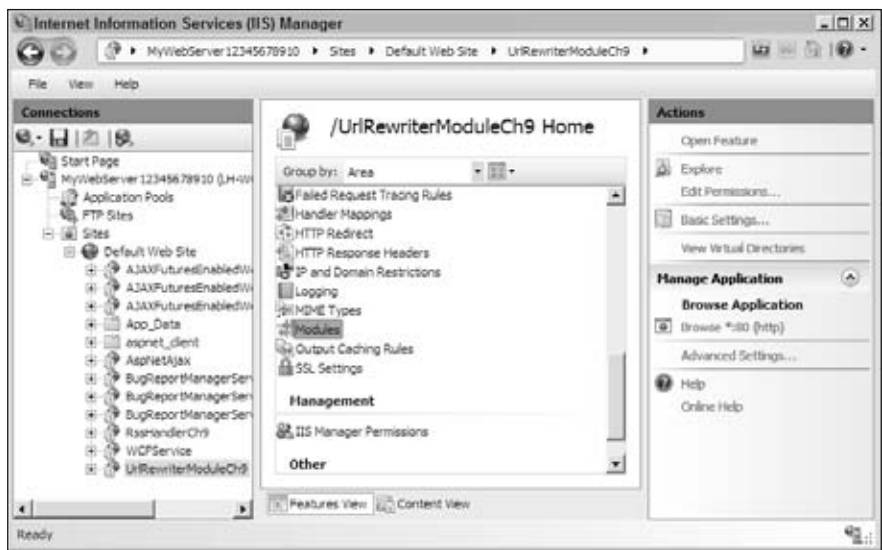 Internet Information Services (IIS) Manager
MyWebServer12345678910 Sites Default Web Site UrlRewriterModuleCh9
File View Help
Connections
Start Page
MyWebServer12345678910 (LH-W
Application Pools
FTP Sites
Sites
Default Web Site
AJAXFuturesEnabledW
AJAXFuturesEnabledW
AJAXFuturesEnabledW
App_Data
aspnet_client
AspNetAjax
BugReportManagerSer
BugReportManagerSer
BugReportManagerSer
RssHandlerCh9
WCFService
UrlRewriterModuleCh9
/UrlRewriterModuleCh9 Home
Group by: Area
Failed Request Tracing Rules
Handler Mappings
HTTP Redirect
HTTP Response Headers
IP and Domain Restrictions
Logging
MIME Types
Modules
Output Caching Rules
SSL Settings
Management
IIS Manager Permissions
Other
Features View Content View
Actions
Open Feature
Explore
Edit Permissions...
Basic Settings...
View Virtual Directories
Manage Application
Browse Application
Browse *:80 (http)
Advanced Settings...
Help
Online Help
Ready